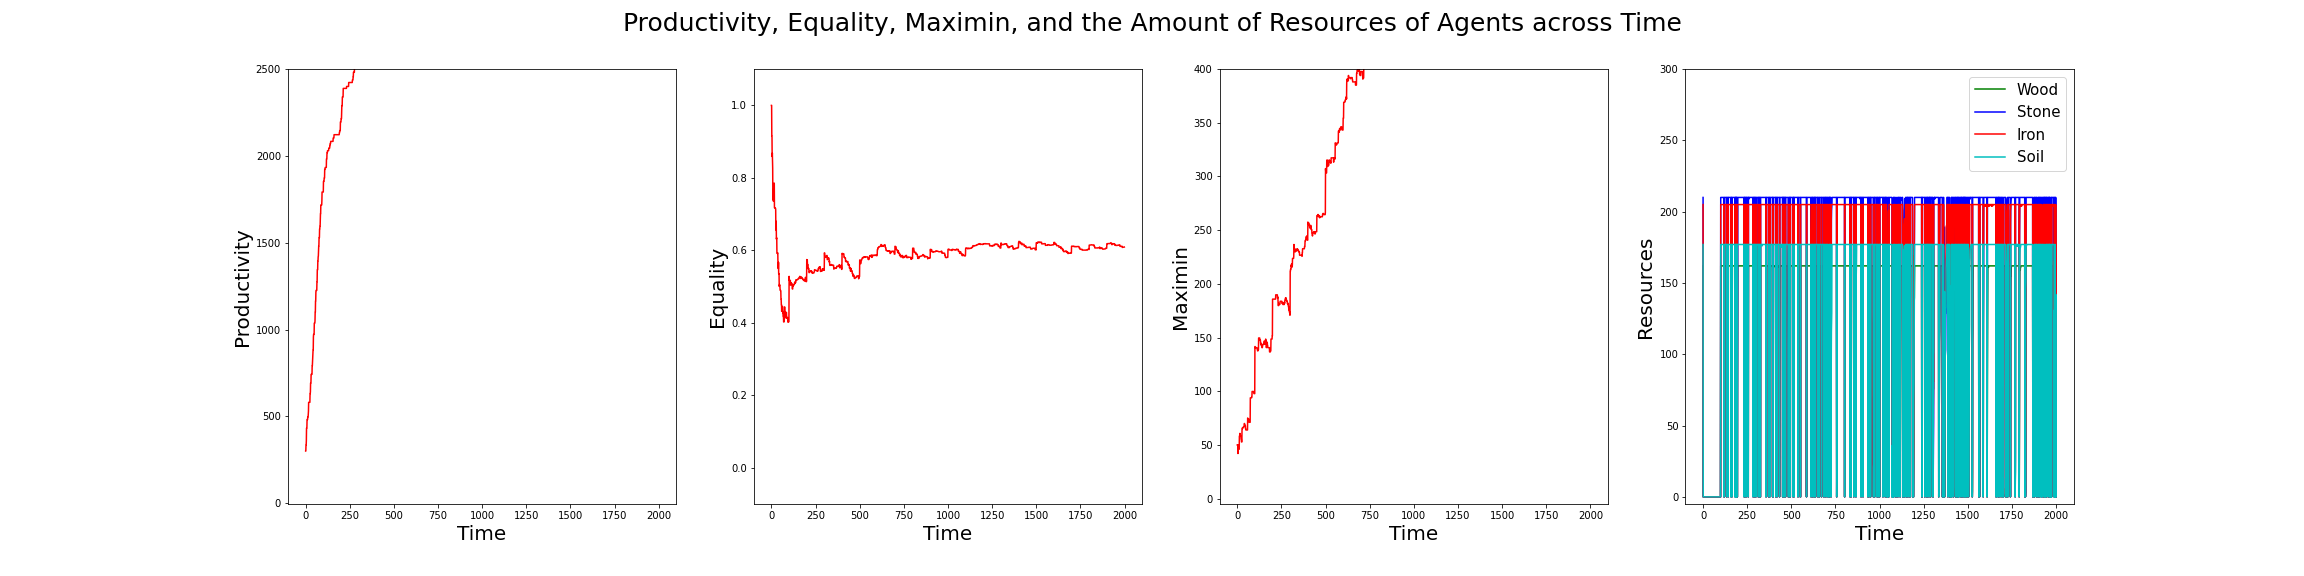 Productivity, Equality, Maximin, and the Amount of Resources of Agents across Time
Productivity
2500
2000
1500
1000
500
0
0 250 500 750 1000 1250 1500 1750 2000
Time
Equality
1.0
0.8
0.6
0.4
0.2
0.0
0 250 500 750 1000 1250 1500 1750 2000
Time
Maximin
400
350
300
250
200
150
100
50
0
0 250 500 750 1000 1250 1500 1750 2000
Time
Resources
300
250
200
150
100
50
0
0 250 500 750 1000 1250 1500 1750 2000
Time
Wood
Stone
Iron
Soil